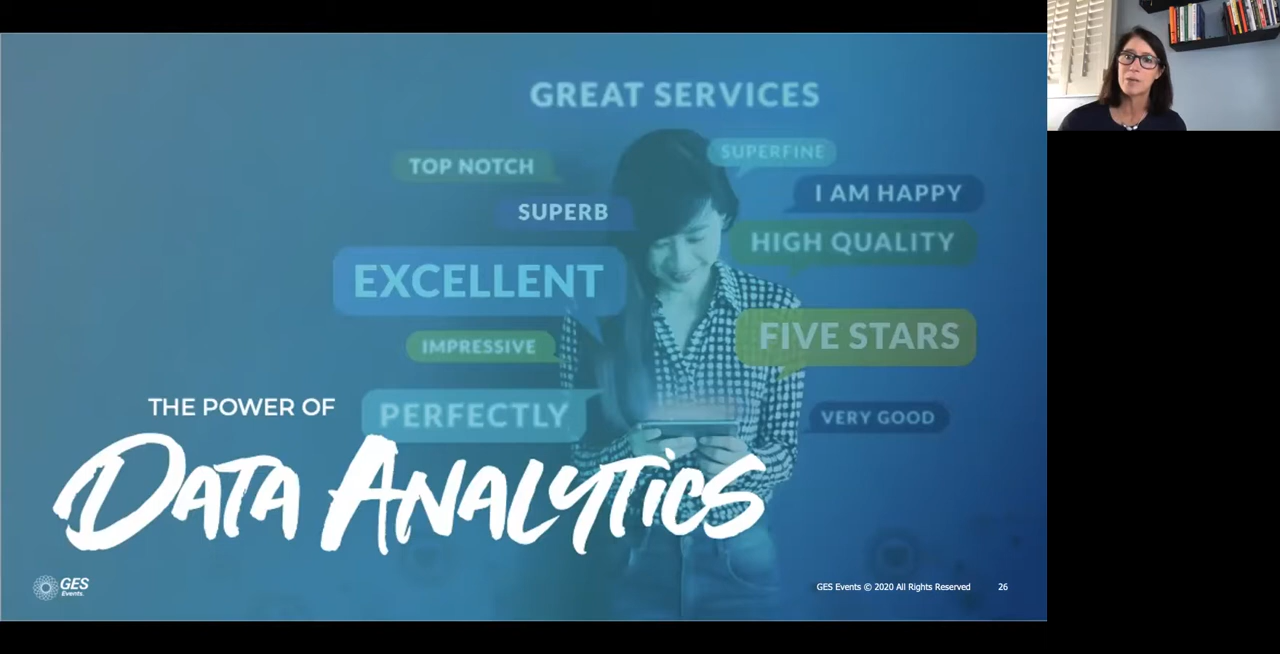 GREAT SERVICES
SUPERFINE
TOP NOTCH
I AM HAPPY
SUPERB
HIGH QUALITY
EXCELLENT
FIVE STARS
IMPRESSIVE
THE POWER OF
PERFECTLY
VERY GOOD
DATA ANALYTICS
GES
Events.
GES Events © 2020 All Rights Reserved
26